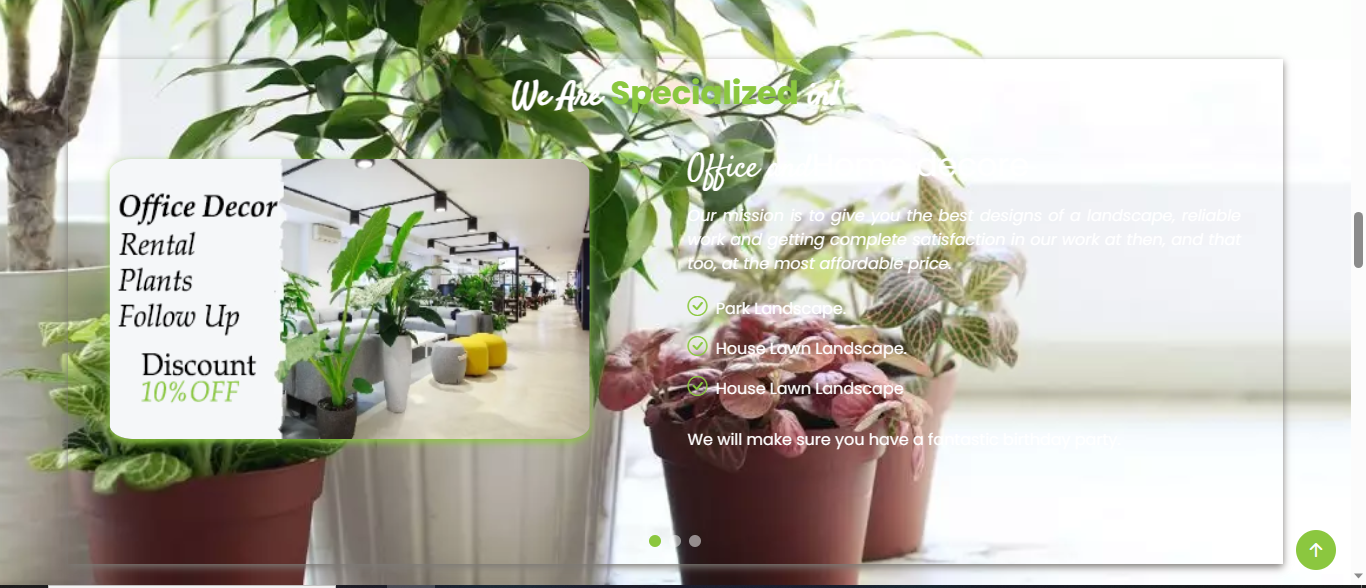 We Are Specialized in!
Office
Our mission is to give you the best designs of a landscape, reliable
work and getting complete satisfaction in our work at then, and that
too, at the most affordable price.
Park Landscape.
House Lawn Landscape.
House Lawn Landscape
We will make sure you have a fantastic birthday party.
Office Decor
Rental
Plants
Follow Up
Discount
10%OFF